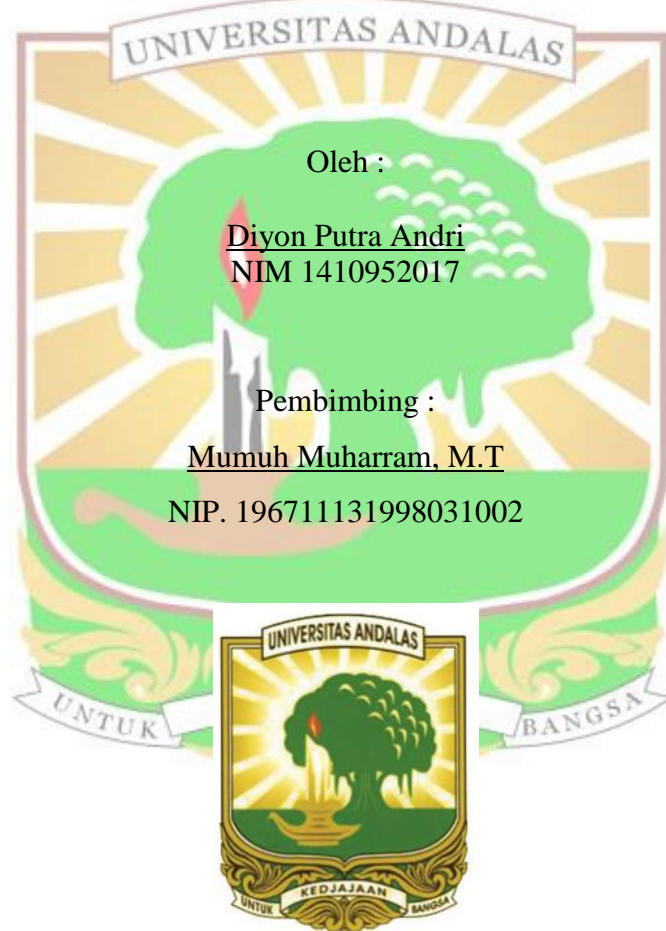 UNIVERSITAS ANDALAS
Oleh :
Diyon Putra Andri
NIM 1410952017
Pembimbing :
Mumuh Muharram, M.T
NIP. 196711131998031002
UNIVERSITAS ANDALAS
UNTUK BANGSA
UNTUK KEDJAJAAN BANGSA